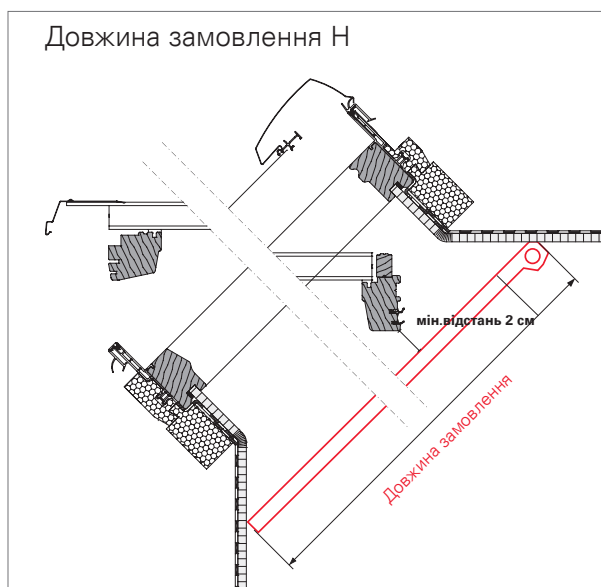 Довжина замовлення H
мін.відстань 2 см
Довжина замовлення